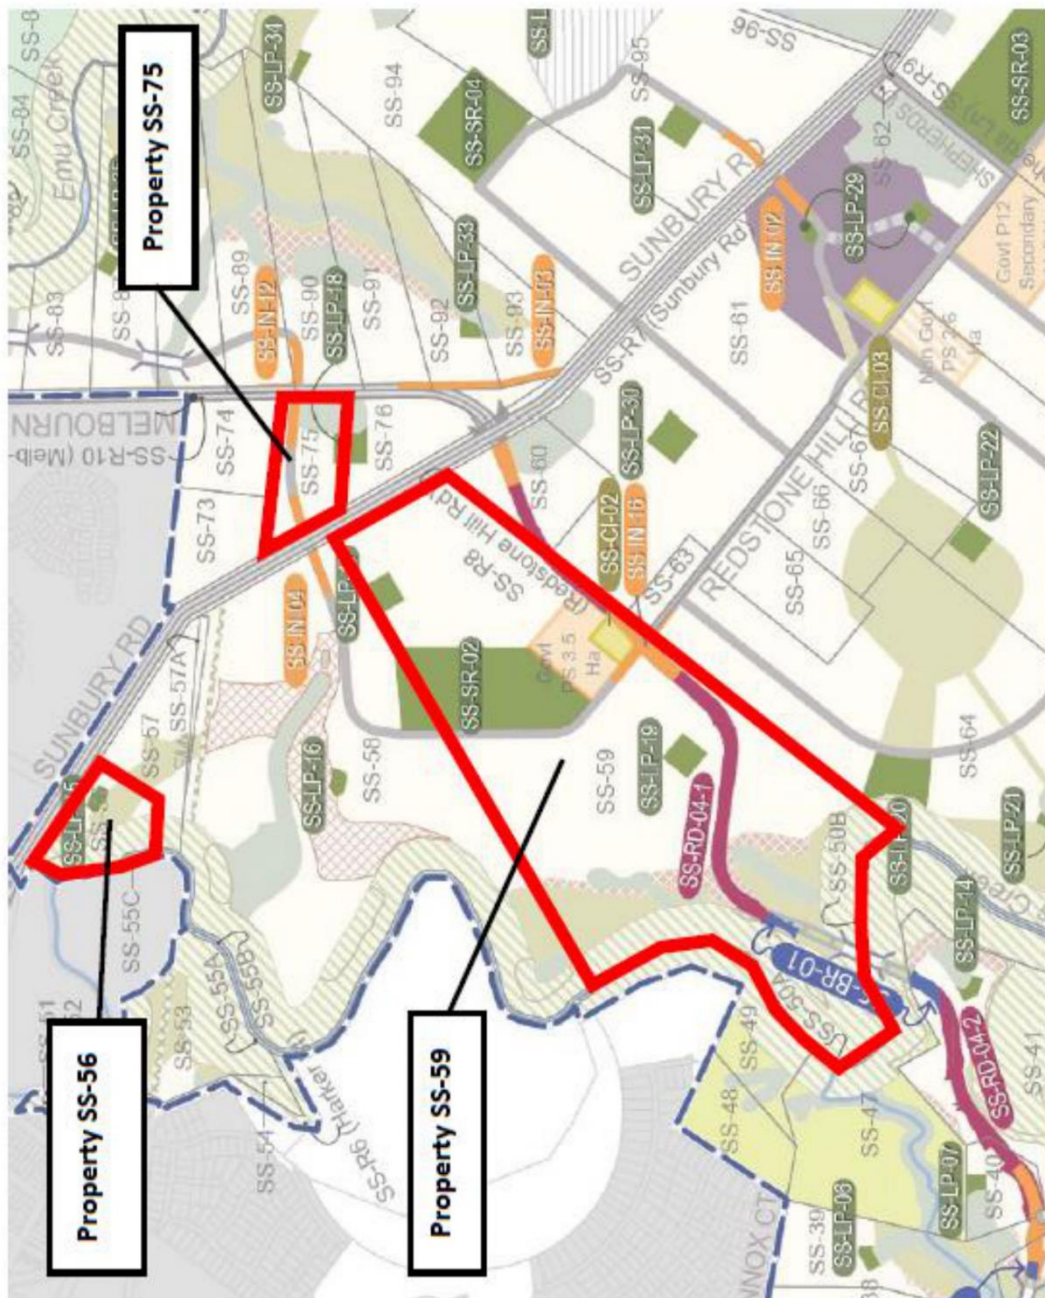 Property SS-75
Property SS-56
Property SS-59
SS-84
Emu Creek
SS-LP-34
SS-94
SS-SR-04
SS-95
SS-96
SS-SR-03
SS-83
SS-89
SS-IN-12
SS-90
SS-LP-18
SS-91
SS-92
SS-LP-33
SS-93
SS-IN-03
SS-LP-31
SUNBURY RD
SS-R7 (Sunbury Rd)
SS-62
SS-LP-29
SS-IN-02
SS-61
Govt P12
Secondary
Non Govt
PS 2.6
Ha
SS-CI-03
MELBOURN
SS-R10 (Melb-
SS-74
SS-73
SS-75
SS-76
SS-LP-30
SS-60
SS-CI-02
SS-IN-16
SS-R8
(Redstone Hill Rd)
SS-63
REDSTONE HILL R
SS-67
SS-66
SS-65
SS-LP-22
SS-IN-04
SUNBURY RD
SS-57A
SS-57
SS-SR-02
Govt
PS 3.5
Ha
SS-58
SS-LP-16
SS-59
SS-LP-19
SS-RD-04-1
SS-64
SS-50B
SS-LP-20
SS-LP-21
SS-LP-14
SS-55C
SS-55A
SS-55B
SS-53
SS-54
SS-R6 (Harker
SS-BR-01
SS-50A
SS-49
SS-48
SS-47
SS-RD-04-2
SS-41
SS-40
SS-LP-07
SS-LP-06
SS-39
NNOX CT